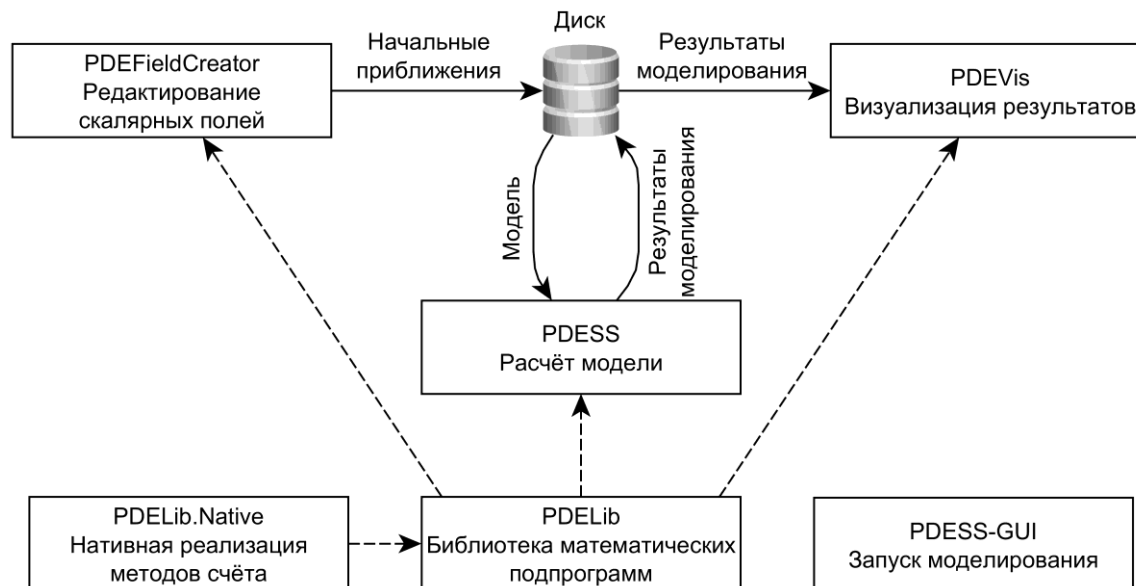 Диск
PDEFieldCreator
Редактирование
скалярных полей
Начальные
приближения
Результаты
моделирования
PDEVis
Визуализация результатов
Модель
Результаты
моделирования
PDESS
Расчёт модели
PDELib.Native
Нативная реализация
методов счёта
PDELib
Библиотека математических
подпрограмм
PDESS-GUI
Запуск моделирования